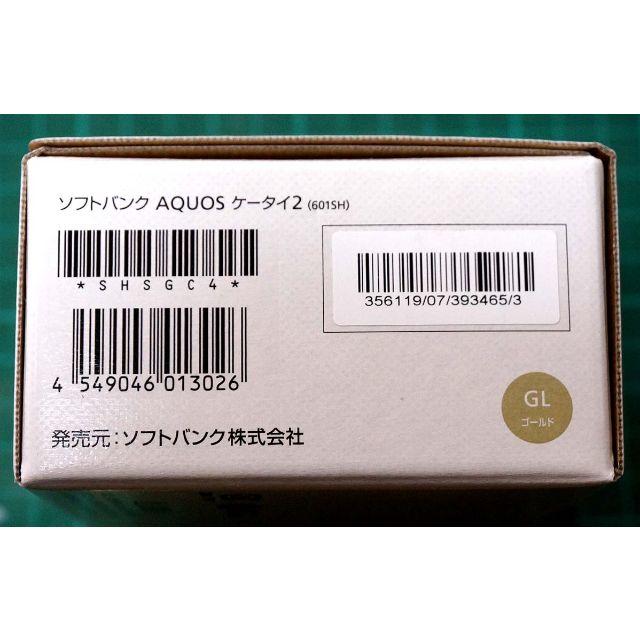 ソフトバンク AQUOS ケータイ2 (601SH)
*SHSGC4*
356119/07/393465/3
4 549046 013026
GL
ゴールド
発売元：ソフトバンク株式会社